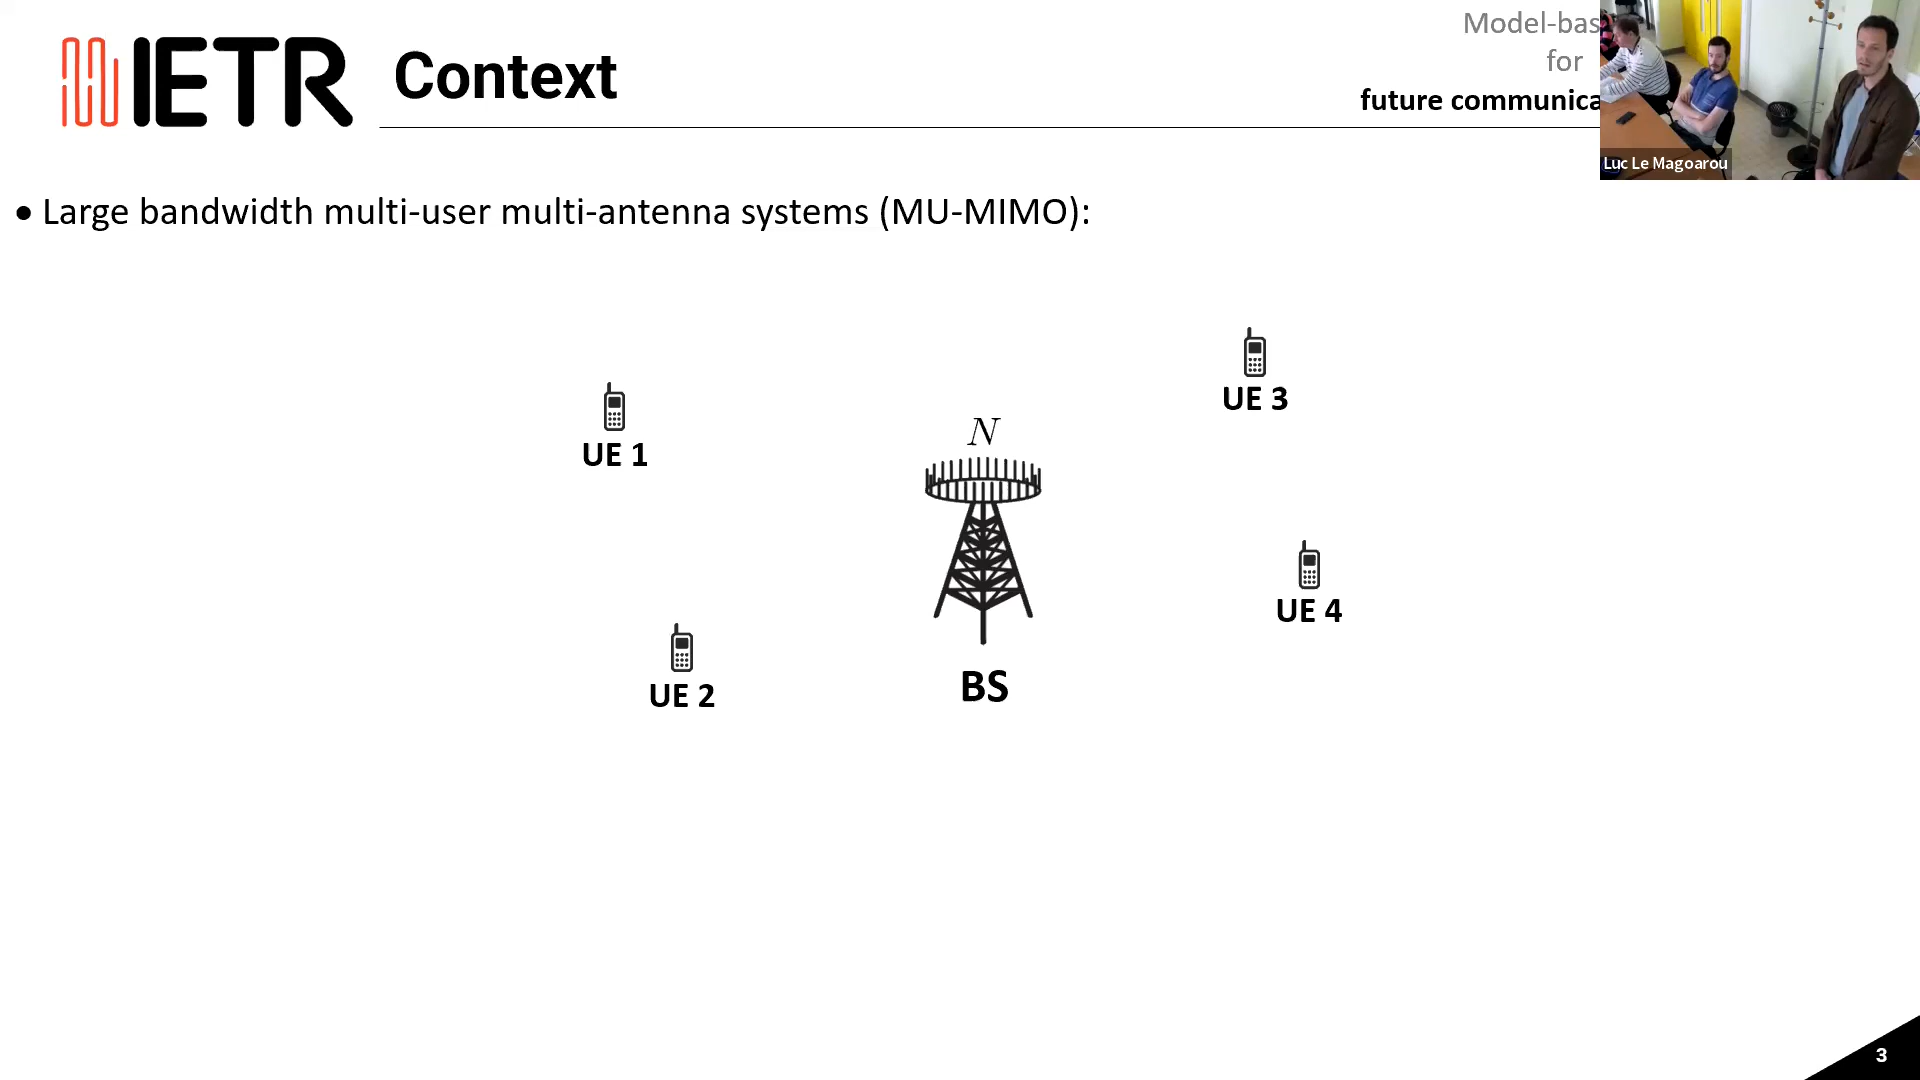 IETR
Context
Model-bas
for
future communica
Luc Le Magoarou
• Large bandwidth multi-user multi-antenna systems (MU-MIMO):
UE 3
UE 1
N
UE 4
UE 2
BS
3